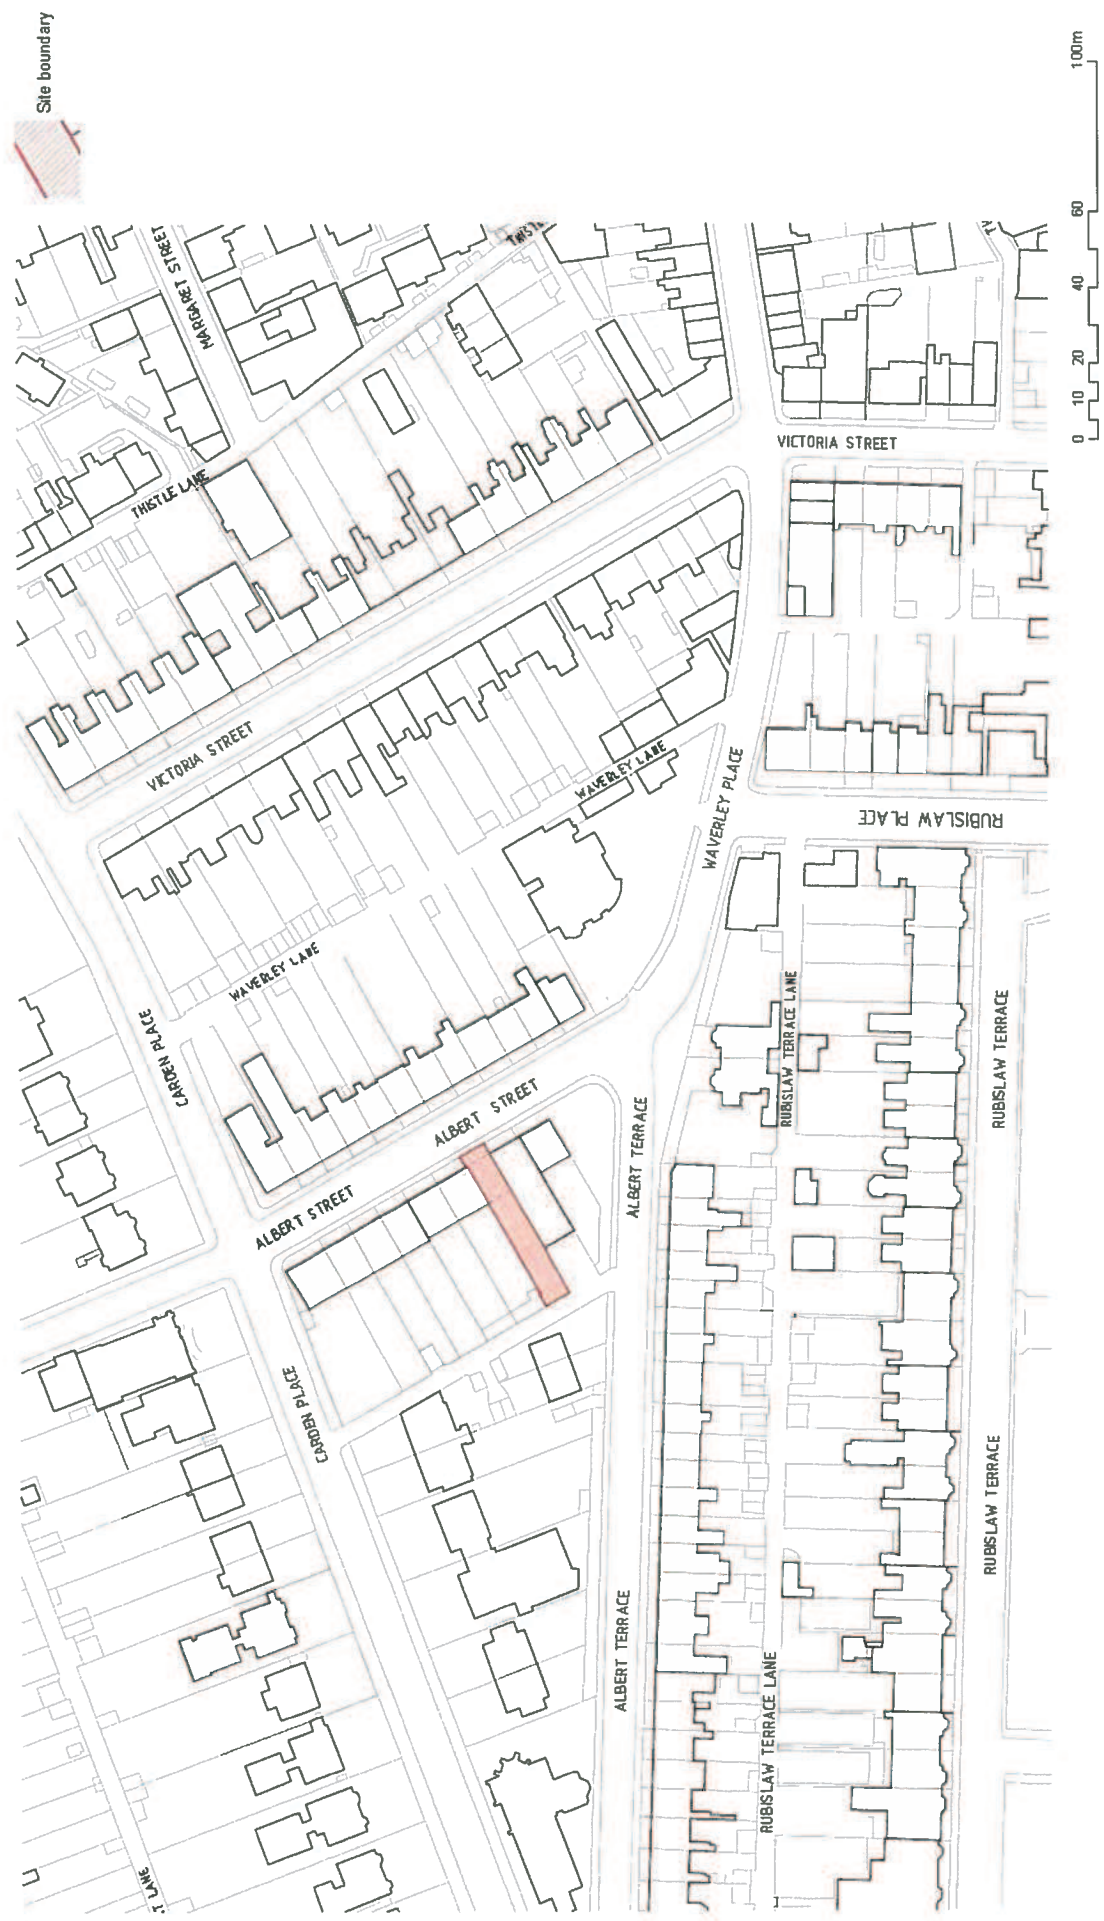 Site boundary
100m
60
40
20
10
0
MARGARET STREET
THISTLE LANE
VICTORIA STREET
VICTORIA STREET
WAVERLEY LANE
WAVERLEY LANE
WAVERLEY PLACE
RUBISLAW PLACE
CARDEN PLACE
ALBERT STREET
ALBERT STREET
ALBERT TERRACE
RUBISLAW TERRACE LANE
RUBISLAW TERRACE
CARDEN PLACE
RUBISLAW TERRACE
ALBERT TERRACE
RUBISLAW TERRACE LANE
LANE